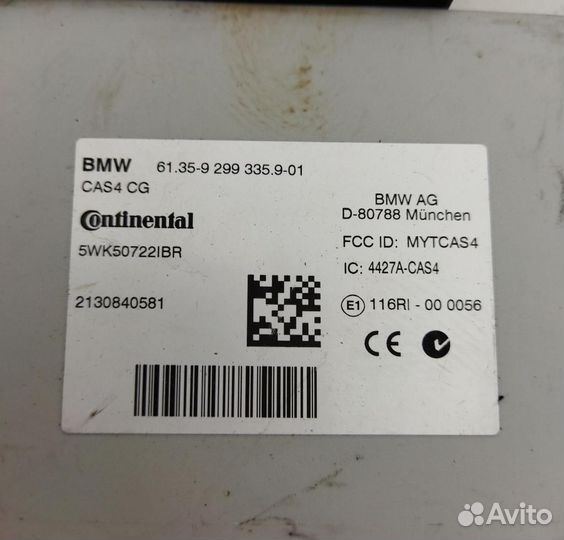 BMW 61.35-9 299 335.9-01
CAS4 CG
Continental
5WK50722IBR
2130840581
BMW AG
D-80788 München
FCC ID: MYTCAS4
IC: 4427A-CAS4
E1 116RI - 00 0056
CE
Avito